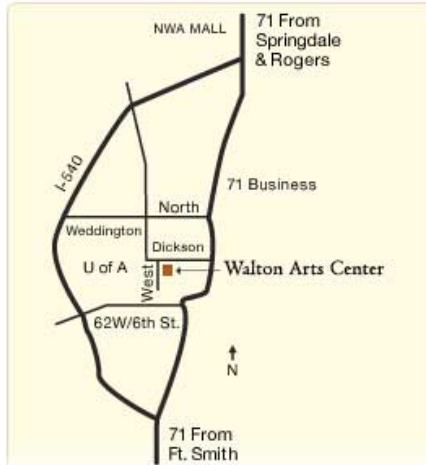 NWA MALL
71 From
Springdale
& Rogers
I-540
71 Business
North
Weddington
Dickson
U of A
West
Walton Arts Center
62W/6th St.
N
71 From
Ft. Smith